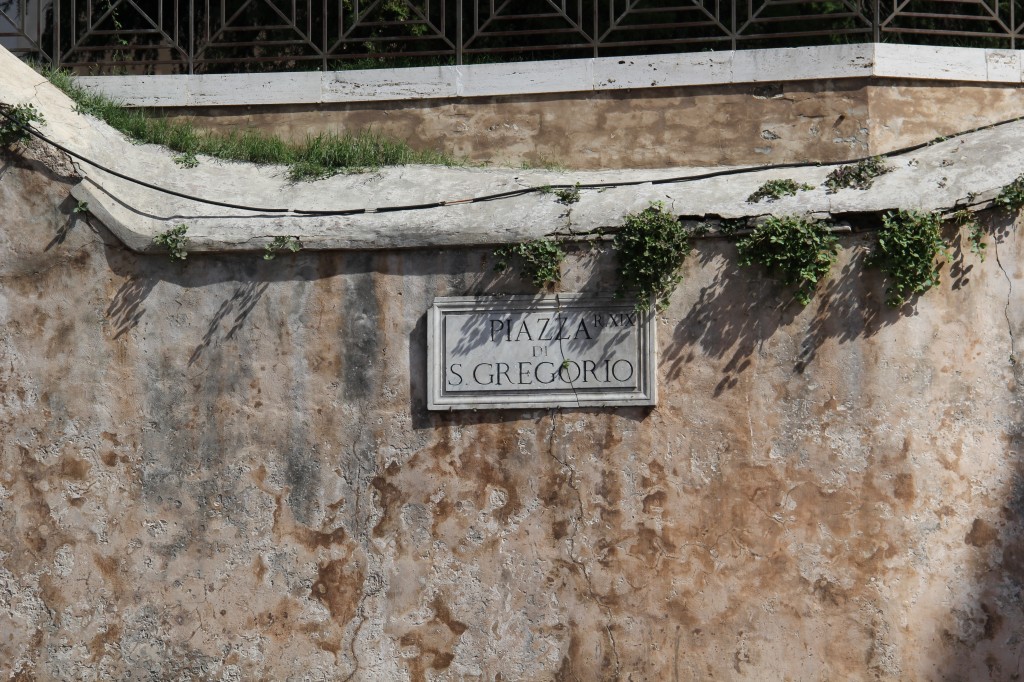 PIAZZA R. XIX
DI
S. GREGORIO